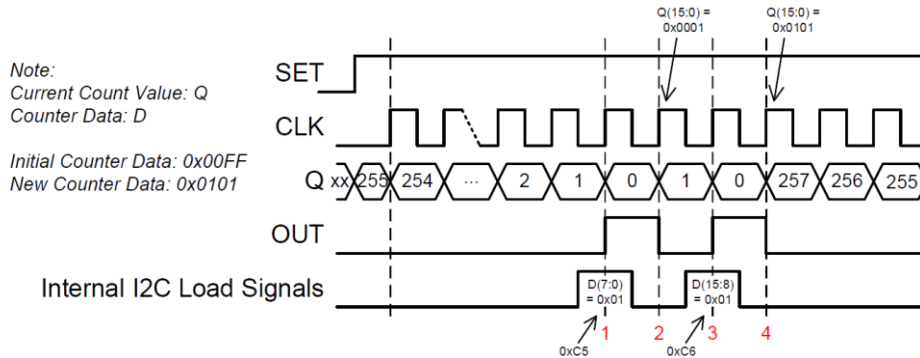 Q(15:0) =
0x0001
Q(15:0) =
0x0101
Note:
Current Count Value: Q
Counter Data: D
Initial Counter Data: 0x00FF
New Counter Data: 0x0101
SET
CLK
Q xx 255 254 ... 2 1 0 1 0 257 256 255
OUT
Internal I2C Load Signals
D(7:0)
= 0x01
D(15:8)
= 0x01
0xC5 1 2 0xC6 3 4